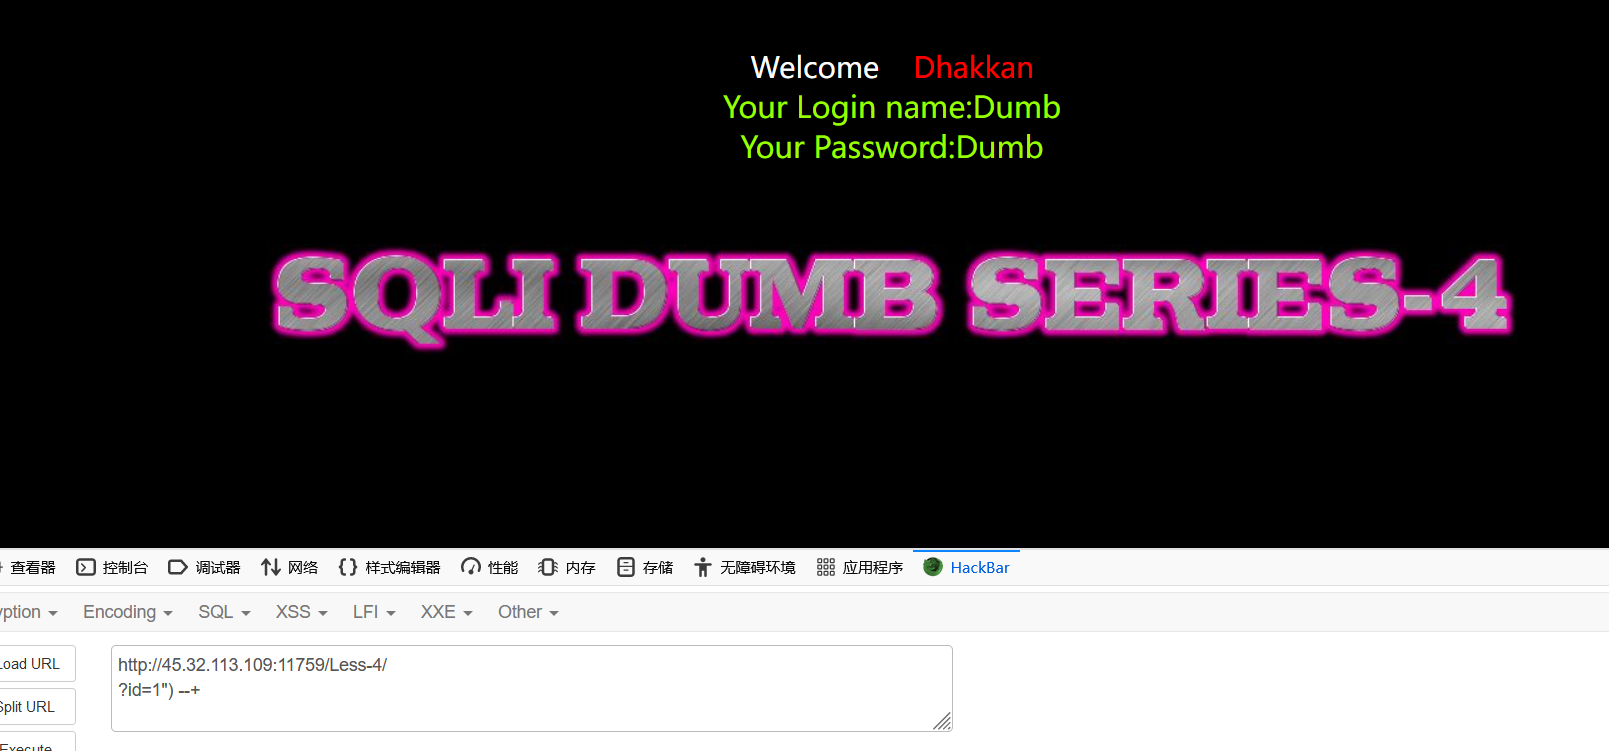 Welcome Dhakkan
Your Login name:Dumb
Your Password:Dumb
SQLI DUMB SERIES-4
查看器 控制台 调试器 网络 {} 样式编辑器 性能 内存 存储 无障碍环境 应用程序 HackBar
yption Encoding SQL XSS LFI XXE Other
Load URL
http://45.32.113.109:11759/Less-4/
?id=1") --+
Split URL
Execute